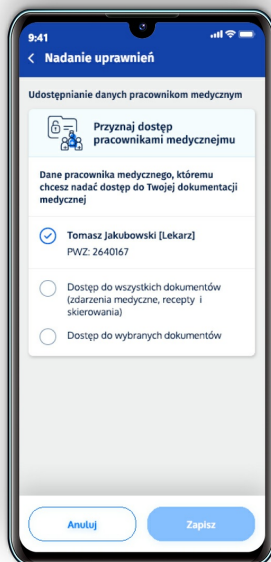 9:41
Nadanie uprawnień
Udostępnianie danych pracownikom medycznym
Przyznaj dostęp
pracownikami medycznejmu
Dane pracownika medycznego, któremu
chcesz nadać dostęp do Twojej dokumentacji
medycznej
Tomasz Jakubowski [Lekarz]
PWZ: 2640167
Dostęp do wszystkich dokumentów
(zdarzenia medyczne, recepty i
skierowania)
Dostęp do wybranych dokumentów
Anuluj
Zapisz